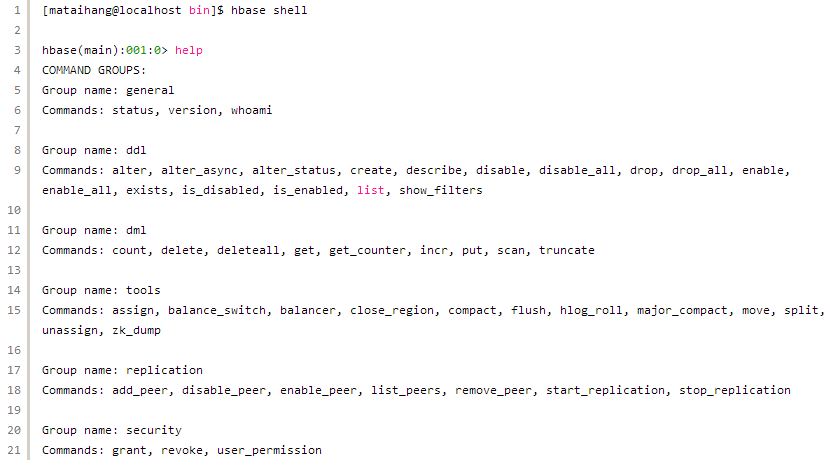 1 [mataihang@localhost bin]$ hbase shell
2
3 hbase(main):001:0> help
4 COMMAND GROUPS:
5 Group name: general
6 Commands: status, version, whoami
7
8 Group name: ddl
9 Commands: alter, alter_async, alter_status, create, describe, disable, disable_all, drop, drop_all, enable,
enable_all, exists, is_disabled, is_enabled, list, show_filters
10
11 Group name: dml
12 Commands: count, delete, deleteall, get, get_counter, incr, put, scan, truncate
13
14 Group name: tools
15 Commands: assign, balance_switch, balancer, close_region, compact, flush, hlog_roll, major_compact, move, split,
unassign, zk_dump
16
17 Group name: replication
18 Commands: add_peer, disable_peer, enable_peer, list_peers, remove_peer, start_replication, stop_replication
19
20 Group name: security
21 Commands: grant, revoke, user_permission